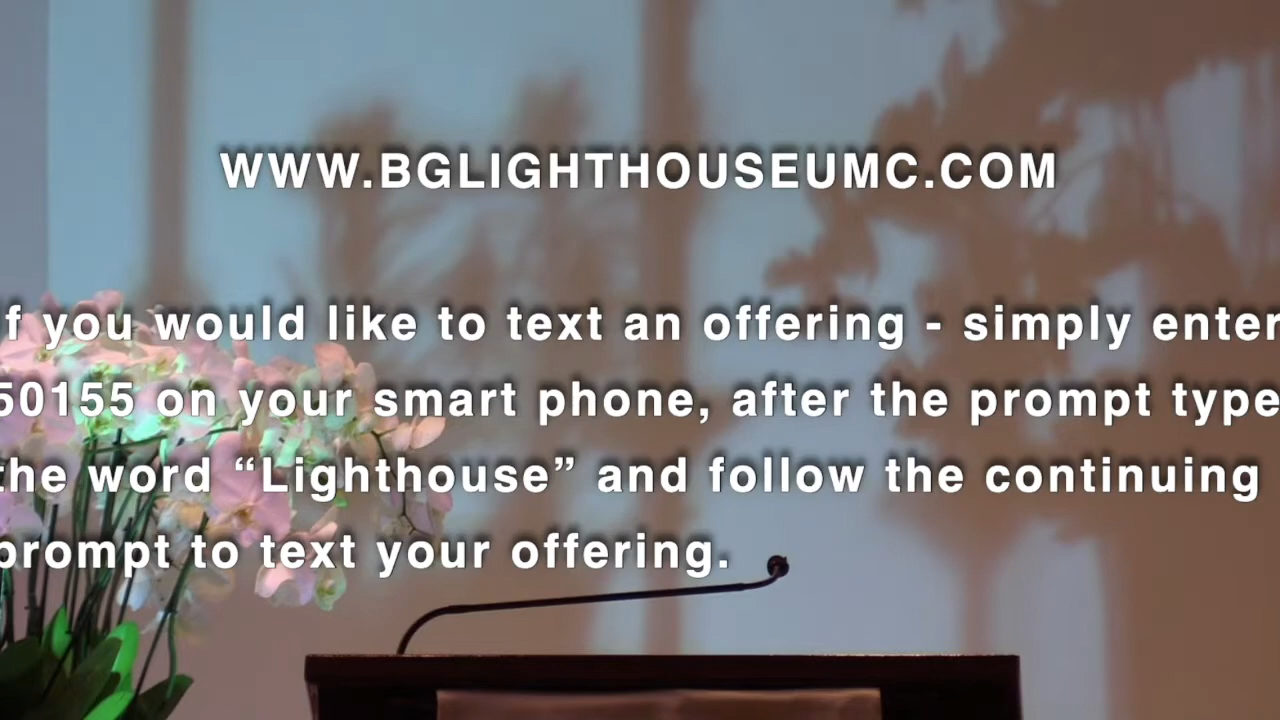 WWW.BGLIGHTHOUSEUMC.COM
If you would like to text an offering - simply enter
50155 on your smart phone, after the prompt type
the word “Lighthouse” and follow the continuing
prompt to text your offering.